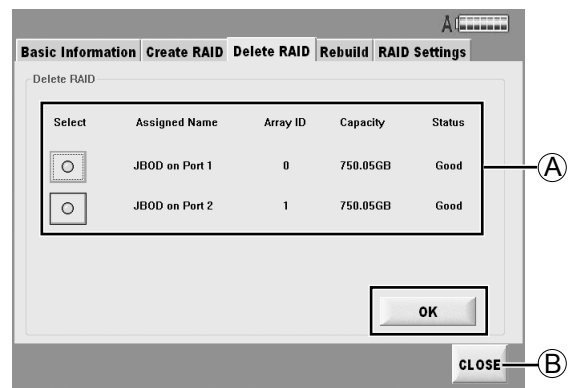 Basic Information Create RAID Delete RAID Rebuild RAID Settings
Delete RAID
Select Assigned Name Array ID Capacity Status
JBOD on Port 1 0 750.05GB Good
A
JBOD on Port 2 1 750.05GB Good
OK
CLOSE
B